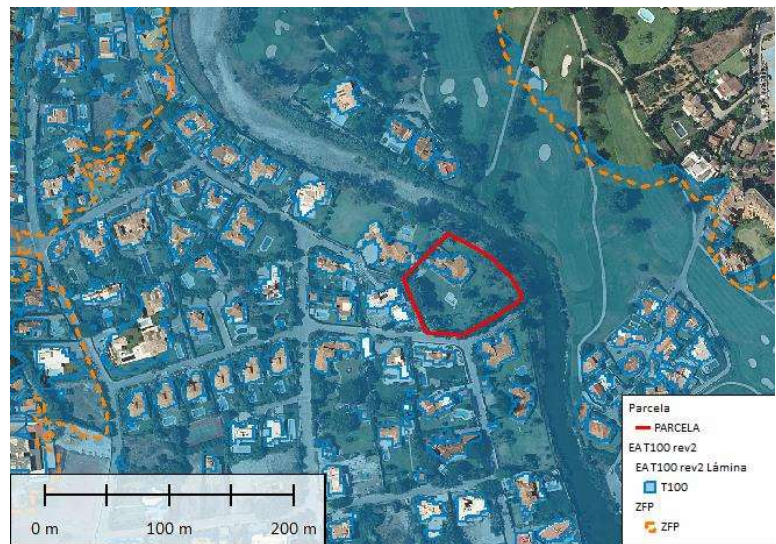 Parcela
PARCELA
EA T100 rev2
EA T100 rev2 Lámina
T100
ZFP
ZFP
0 m 100 m 200 m